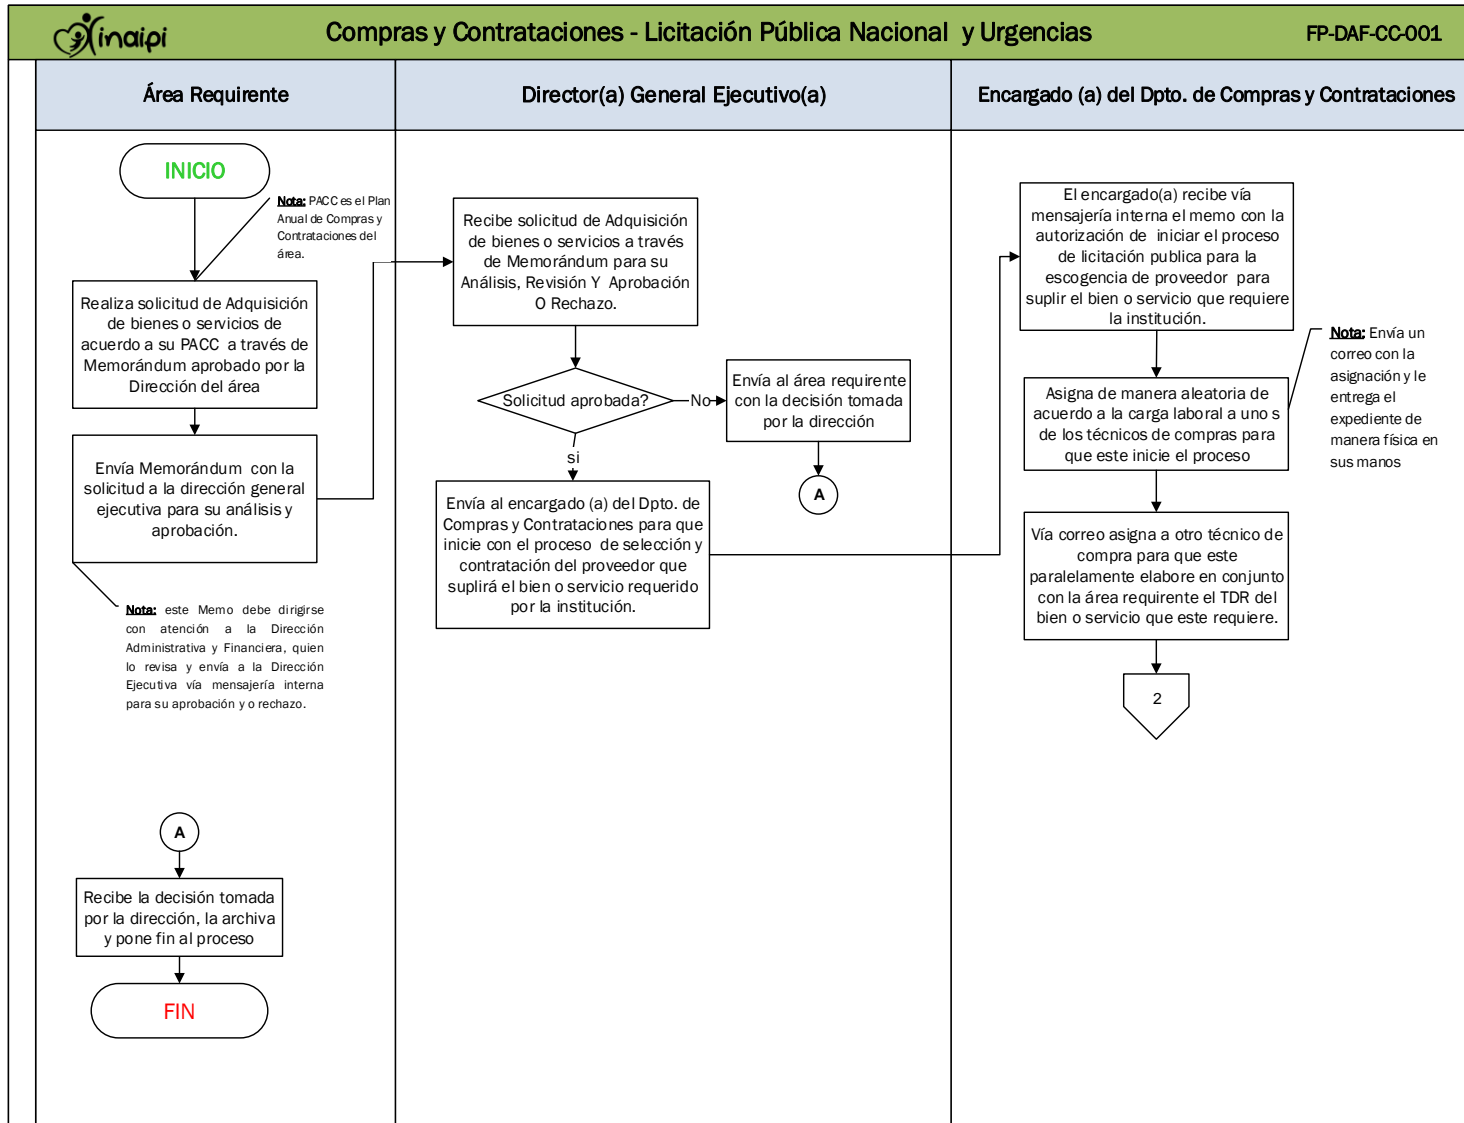 inaipi
Compras y Contrataciones - Licitación Pública Nacional y Urgencias
FP-DAF-CC-001
Área Requirente
Director(a) General Ejecutivo(a)
Encargado (a) del Dpto. de Compras y Contrataciones
INICIO
Nota: PACC es el Plan
Anual de Compras y
Contrataciones del
área.
Realiza solicitud de Adquisición
de bienes o servicios de
acuerdo a su PACC a través de
Memorándum aprobado por la
Dirección del área
Envía Memorándum con la
solicitud a la dirección general
ejecutiva para su análisis y
aprobación.
Nota: este Memo debe dirigirse
con atención a la Dirección
Administrativa y Financiera, quien
lo revisa y envía a la Dirección
Ejecutiva vía mensajería interna
para su aprobación y o rechazo.
A
Recibe la decisión tomada
por la dirección, la archiva
y pone fin al proceso
FIN
Recibe solicitud de Adquisición
de bienes o servicios a través
de Memorándum para su
Análisis, Revisión Y Aprobación
O Rechazo.
Solicitud aprobada?
No
Envía al área requirente
con la decisión tomada
por la dirección
A
si
Envía al encargado (a) del Dpto. de
Compras y Contrataciones para que
inicie con el proceso de selección y
contratación del proveedor que
suplirá el bien o servicio requerido
por la institución.
El encargado(a) recibe vía
mensajería interna el memo con la
autorización de iniciar el proceso
de licitación publica para la
escogencia de proveedor para
suplir el bien o servicio que requiere
la institución.
Nota: Envía un
correo con la
asignación y le
entrega el
expediente de
manera física en
sus manos
Asigna de manera aleatoria de
acuerdo a la carga laboral a uno s
de los técnicos de compras para
que este inicie el proceso
Vía correo asigna a otro técnico de
compra para que este
paralelamente elabore en conjunto
con la área requirente el TDR del
bien o servicio que este requiere.
2